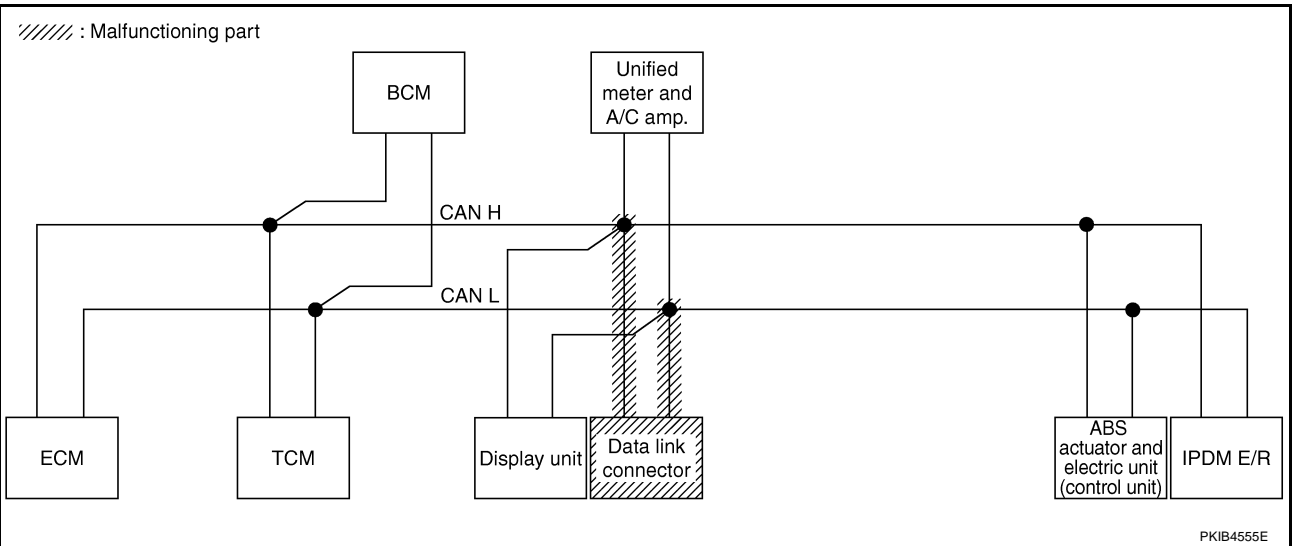 : Malfunctioning part
BCM
Unified
meter and
A/C amp.
CAN H
CAN L
ECM
TCM
Display unit
Data link
connector
ABS
actuator and
electric unit
(control unit)
IPDM E/R
PKIB4555E